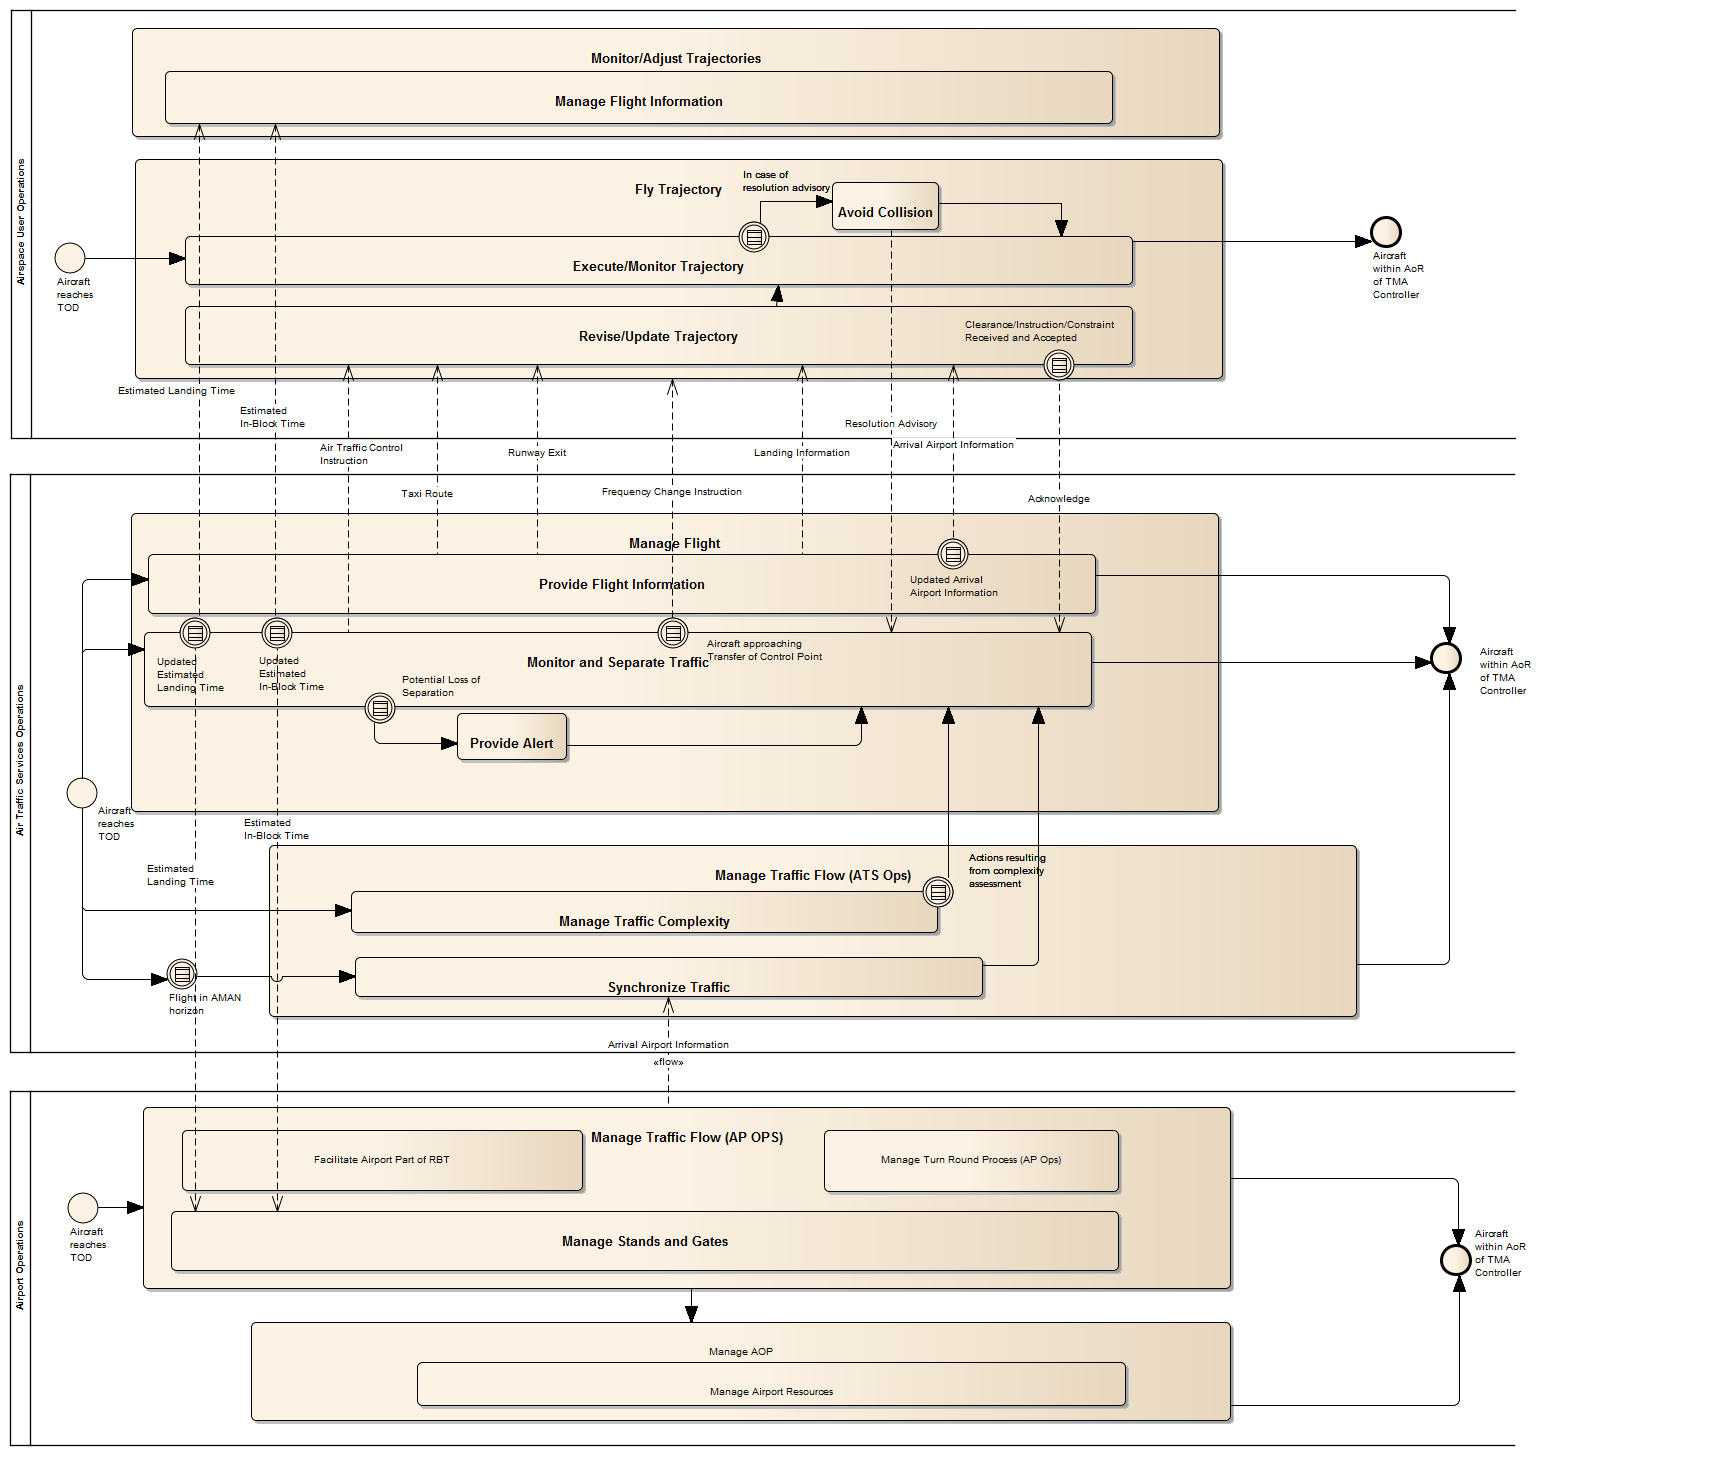 Airspace User Operations
Monitor/Adjust Trajectories
Manage Flight Information
Fly Trajectory
In case of
resolution advisory
Avoid Collision
Execute/Monitor Trajectory
Aircraft
reaches
TOD
Aircraft
within AoR
of TMA
Controller
Revise/Update Trajectory
Clearance/Instruction/Constraint
Received and Accepted
Estimated Landing Time
Estimated
In-Block Time
Air Traffic Control
Instruction
Taxi Route
Runway Exit
Frequency Change Instruction
Landing Information
Resolution Advisory
Arrival Airport Information
Acknowledge
Air Traffic Services Operations
Manage Flight
Provide Flight Information
Updated Arrival
Airport Information
Monitor and Separate Traffic
Aircraft approaching
Transfer of Control Point
Updated
Estimated
Landing Time
Updated
Estimated
In-Block Time
Potential Loss of
Separation
Provide Alert
Aircraft
within AoR
of TMA
Controller
Aircraft
reaches
TOD
Estimated
In-Block Time
Estimated
Landing Time
Manage Traffic Flow (ATS Ops)
Actions resulting
from complexity
assessment
Manage Traffic Complexity
Synchronize Traffic
Flight in AMAN
horizon
Arrival Airport Information
«flow»
Airport Operations
Manage Traffic Flow (AP OPS)
Facilitate Airport Part of RBT
Manage Turn Round Process (AP Ops)
Manage Stands and Gates
Aircraft
reaches
TOD
Aircraft
within AoR
of TMA
Controller
Manage AOP
Manage Airport Resources